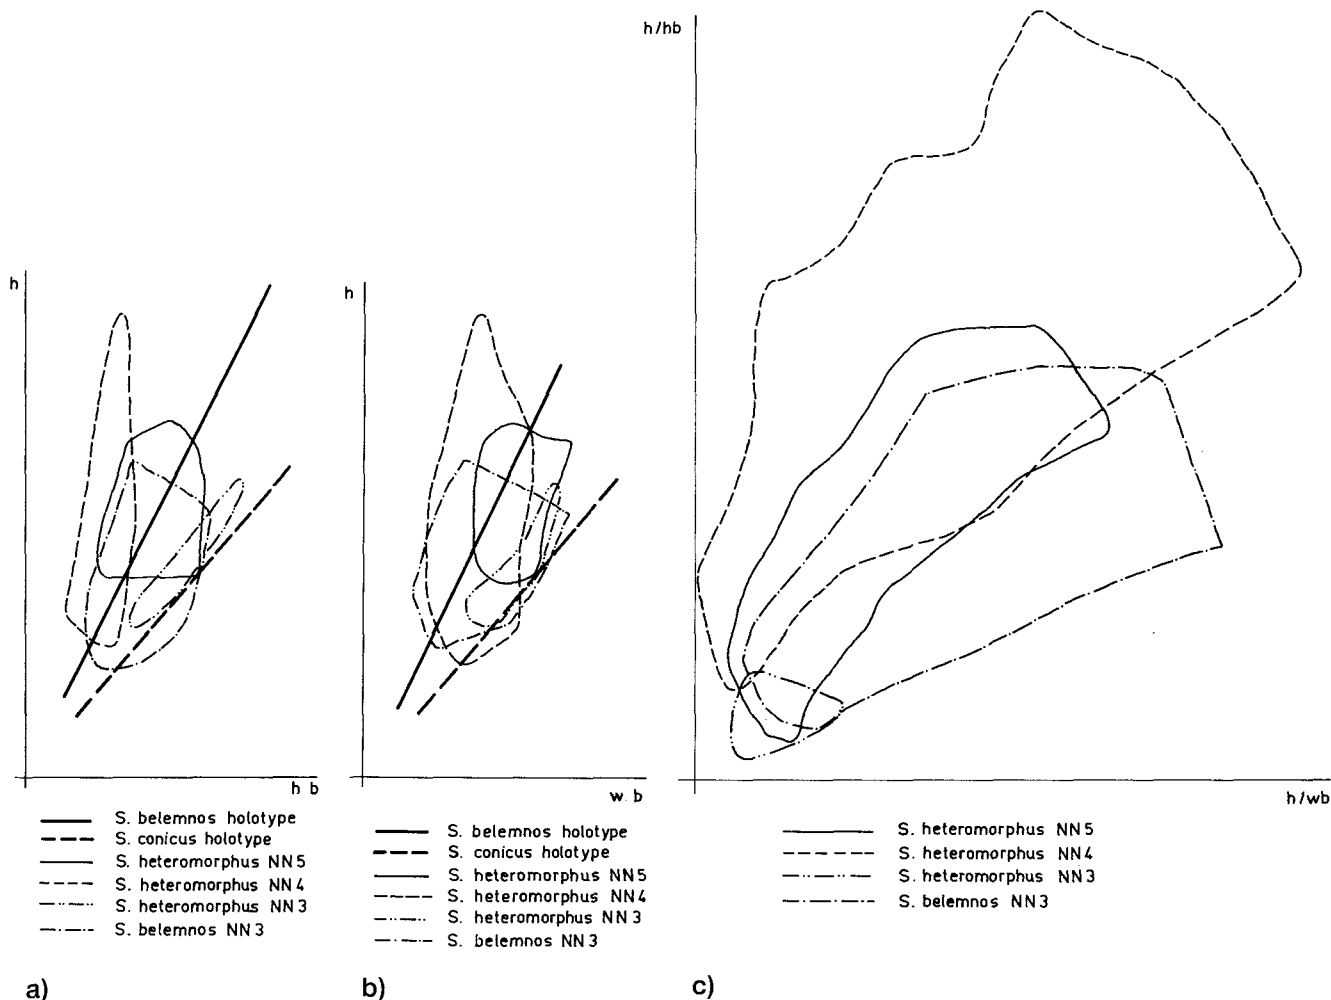 h
h b
S. belemnos holotype
S. conicus holotype
S. heteromorphus NN5
S. heteromorphus NN4
S. heteromorphus NN3
S. belemnos NN3
a)
h
w. b
S. belemnos holotype
S. conicus holotype
S. heteromorphus NN5
S. heteromorphus NN4
S. heteromorphus NN3
S. belemnos NN3
b)
h/hb
h/wb
S. heteromorphus NN5
S. heteromorphus NN4
S. heteromorphus NN3
S. belemnos NN3
c)